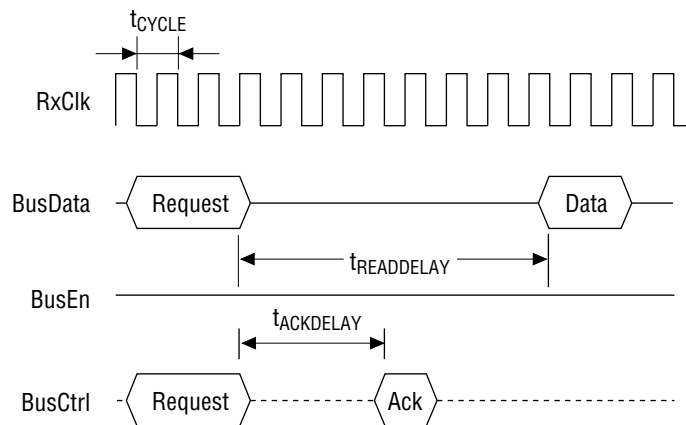 tCYCLE
RxClk
BusData
Request
Data
tREADDELAY
BusEn
tACKDELAY
BusCtrl
Request
Ack